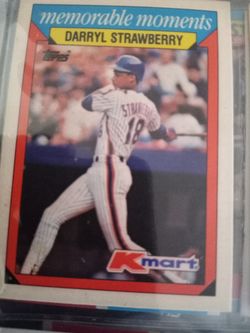 memorable moments
DARRYL STRAWBERRY
Topps
STRAWBERRY
18
Kmart